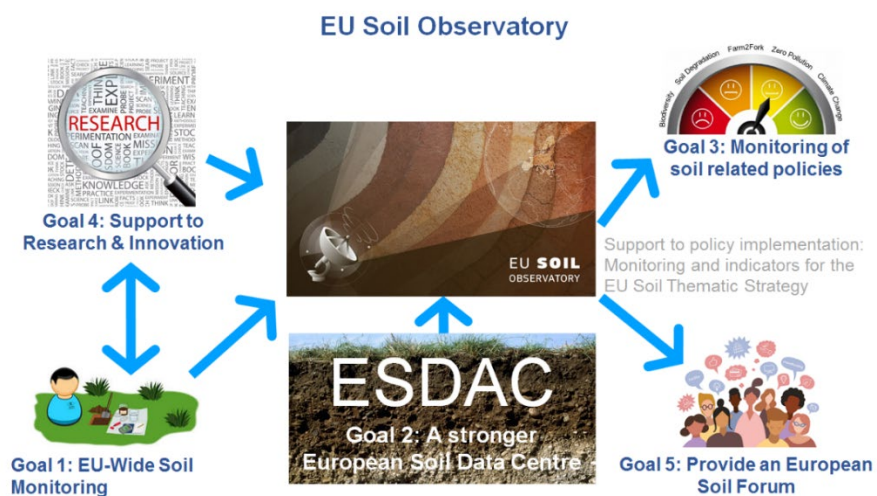 EU Soil Observatory
RESEARCH
Goal 4: Support to
Research & Innovation
EU SOIL
OBSERVATORY
Biodiversity
Soil Degradation
Farm2Fork
Zero Pollution
Climate Change
Goal 3: Monitoring of
soil related policies
Support to policy implementation:
Monitoring and indicators for the
EU Soil Thematic Strategy
Goal 1: EU-Wide Soil
Monitoring
ESDAC
Goal 2: A stronger
European Soil Data Centre
Goal 5: Provide an European
Soil Forum